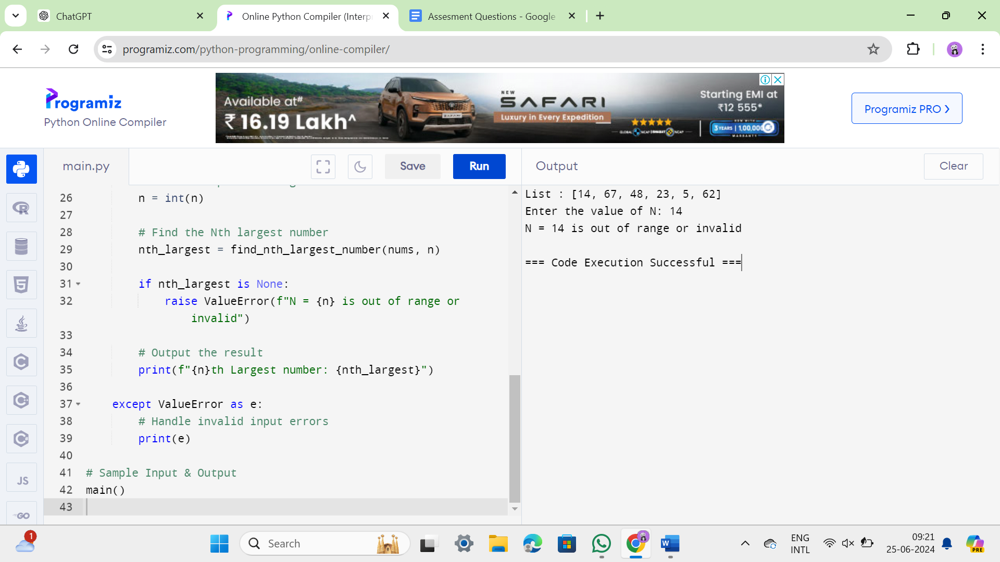 ChatGPT
Online Python Compiler (Interp
Assesment Questions - Google
programiz.com/python-programming/online-compiler/
Programiz
Python Online Compiler
Available at#
₹ 16.19 Lakh^
NEW
SAFARI
Luxury in Every Expedition
Starting EMI at
₹12 555*
3 YEARS | 1,00,000
WARRANTY
GLOBAL NCAP | BHARAT NCAP
Programiz PRO ❯
main.py
Save
Run
Output
Clear
26 n = int(n)
27
28 # Find the Nth largest number
29 nth_largest = find_nth_largest_number(nums, n)
30
31 if nth_largest is None:
32 raise ValueError(f"N = {n} is out of range or
invalid")
33
34 # Output the result
35 print(f"{n}th Largest number: {nth_largest}")
36
37 except ValueError as e:
38 # Handle invalid input errors
39 print(e)
40
41 # Sample Input & Output
42 main()
43
List : [14, 67, 48, 23, 5, 62]
Enter the value of N: 14
N = 14 is out of range or invalid
=== Code Execution Successful ===
R
5
C
C
C#
JS
GO
1
Search
W
ENG
INTL
09:21
25-06-2024
PRE